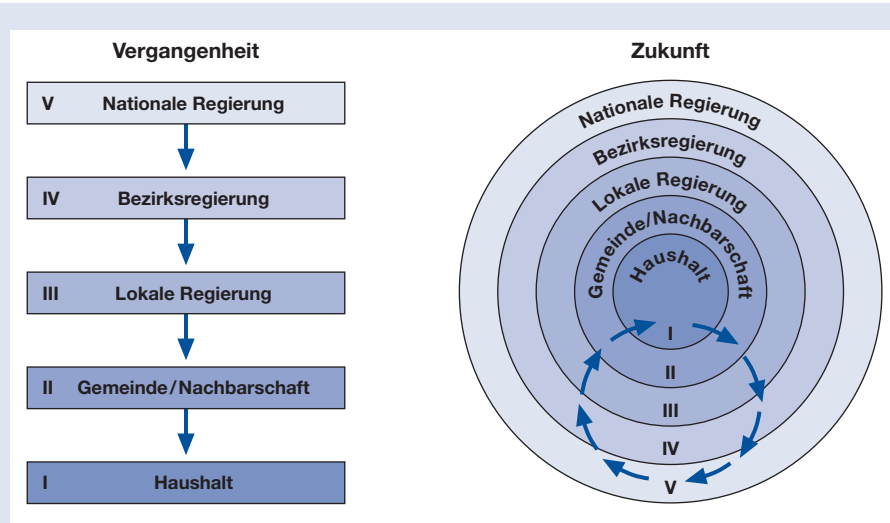 Vergangenheit
V Nationale Regierung
IV Bezirksregierung
III Lokale Regierung
II Gemeinde/Nachbarschaft
I Haushalt
Zukunft
Nationale Regierung
Bezirksregierung
Lokale Regierung
Gemeinde/Nachbarschaft
Haushalt
I
II
III
IV
V